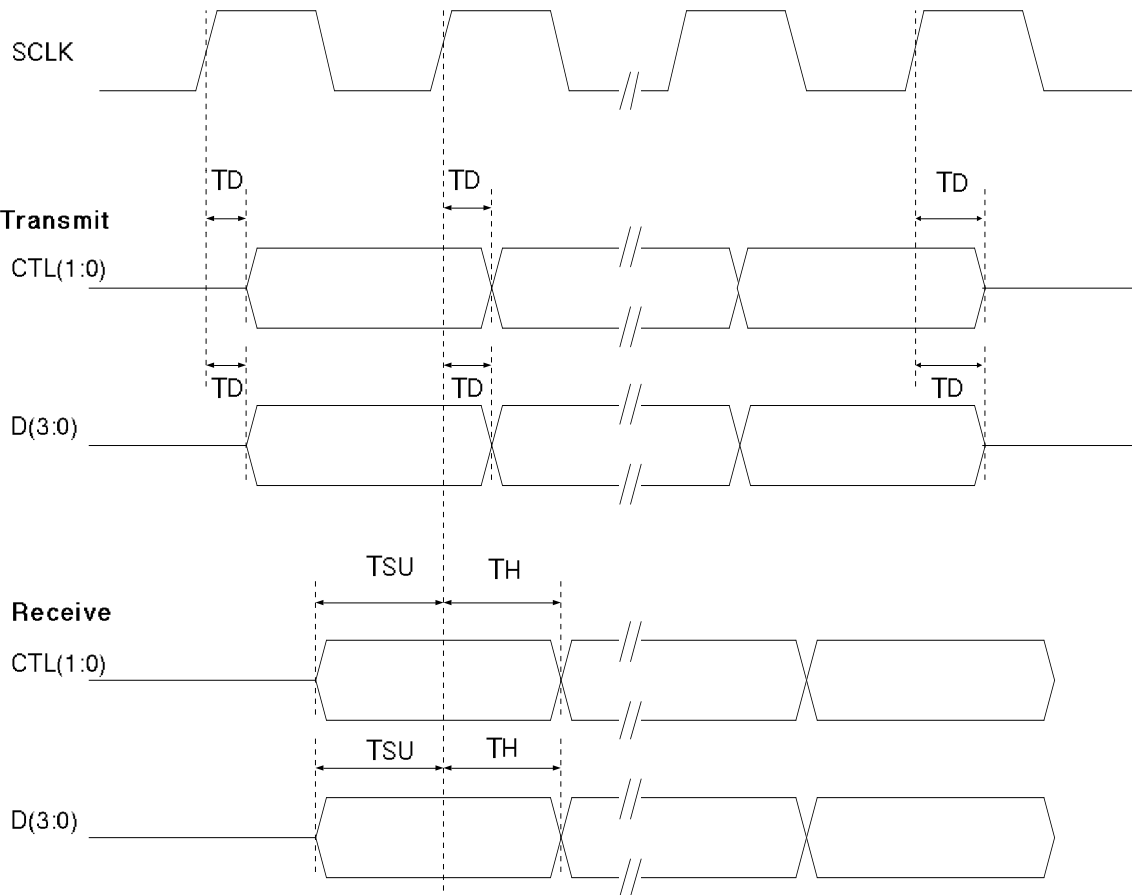 SCLK
TD TD TD
Transmit
CTL(1:0)
TD TD TD
D(3:0)
TSU TH
Receive
CTL(1:0)
TSU TH
D(3:0)